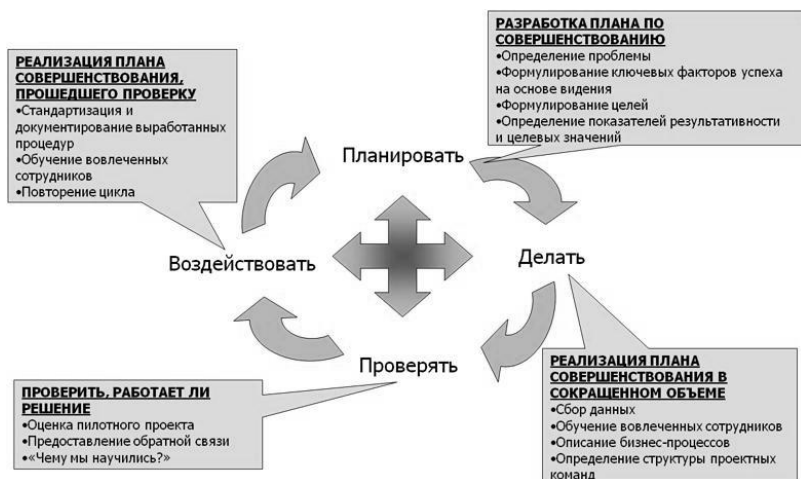 РЕАЛИЗАЦИЯ ПЛАНА
СОВЕРШЕНСТВОВАНИЯ,
ПРОШЕДШЕГО ПРОВЕРКУ
•Стандартизация и
документирование выработанных
процедур
•Обучение вовлеченных
сотрудников
•Повторение цикла
РАЗРАБОТКА ПЛАНА ПО
СОВЕРШЕНСТВОВАНИЮ
•Определение проблемы
•Формулирование ключевых факторов успеха
на основе видения
•Формулирование целей
•Определение показателей результативности
и целевых значений
Планировать
Воздействовать
Делать
Проверять
ПРОВЕРИТЬ, РАБОТАЕТ ЛИ
РЕШЕНИЕ
•Оценка пилотного проекта
•Предоставление обратной связи
•«Чему мы научились?»
РЕАЛИЗАЦИЯ ПЛАНА
СОВЕРШЕНСТВОВАНИЯ В
СОКРАЩЕННОМ ОБЪЕМЕ
•Сбор данных
•Обучение вовлеченных сотрудников
•Описание бизнес-процессов
•Определение структуры проектных
команд